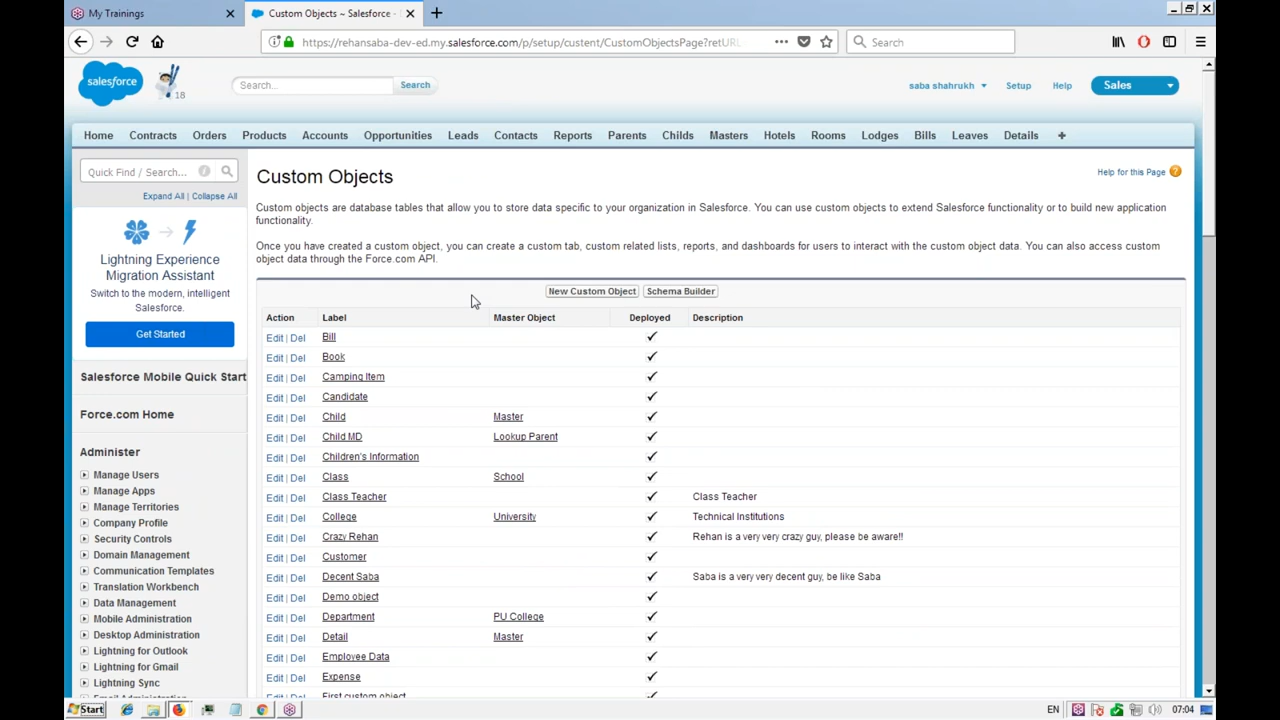 My Trainings
Custom Objects ~ Salesforce -
https://rehansaba-dev-ed.my.salesforce.com/p/setup/custent/CustomObjectsPage?retURL
Search
salesforce
18
Search...
Search
saba shahrukh
Setup
Help
Sales
Home Contracts Orders Products Accounts Opportunities Leads Contacts Reports Parents Childs Masters Hotels Rooms Lodges Bills Leaves Details +
Quick Find / Search...
Expand All | Collapse All
Lightning Experience
Migration Assistant
Switch to the modern, intelligent
Salesforce.
Get Started
Salesforce Mobile Quick Start
Force.com Home
Administer
Manage Users
Manage Apps
Manage Territories
Company Profile
Security Controls
Domain Management
Communication Templates
Translation Workbench
Data Management
Mobile Administration
Desktop Administration
Lightning for Outlook
Lightning for Gmail
Lightning Sync
Email Administration
Custom Objects
Help for this Page
Custom objects are database tables that allow you to store data specific to your organization in Salesforce. You can use custom objects to extend Salesforce functionality or to build new application
functionality.
Once you have created a custom object, you can create a custom tab, custom related lists, reports, and dashboards for users to interact with the custom object data. You can also access custom
object data through the Force.com API.
New Custom Object Schema Builder
Action Label Master Object Deployed Description
Edit | Del Bill
Edit | Del Book
Edit | Del Camping Item
Edit | Del Candidate
Edit | Del Child Master
Edit | Del Child MD Lookup Parent
Edit | Del Children's Information
Edit | Del Class School
Edit | Del Class Teacher Class Teacher
Edit | Del College University Technical Institutions
Edit | Del Crazy Rehan Rehan is a very very crazy guy, please be aware!!
Edit | Del Customer
Edit | Del Decent Saba Saba is a very very decent guy, be like Saba
Edit | Del Demo object
Edit | Del Department PU College
Edit | Del Detail Master
Edit | Del Employee Data
Edit | Del Expense
Edit | Del First custom object
Start
EN
07:04